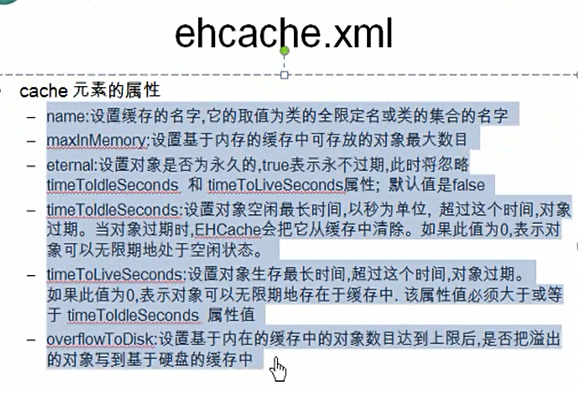 ehcache.xml
cache 元素的属性
– name:设置缓存的名字,它的取值为类的全限定名或类的集合的名字
– maxInMemory:设置基于内存的缓存中可存放的对象最大数目
– eternal:设置对象是否为永久的,true表示永不过期,此时将忽略
timeToIdleSeconds 和 timeToLiveSeconds属性; 默认值是false
– timeToIdleSeconds:设置对象空闲最长时间,以秒为单位, 超过这个时间,对象
过期。当对象过期时,EHCache会把它从缓存中清除。如果此值为0,表示对
象可以无限期地处于空闲状态。
– timeToLiveSeconds:设置对象生存最长时间,超过这个时间,对象过期。
如果此值为0,表示对象可以无限期地存在于缓存中. 该属性值必须大于或等
于 timeToIdleSeconds 属性值
– overflowToDisk:设置基于内在的缓存中的对象数目达到上限后,是否把溢出
的对象写到基于硬盘的缓存中